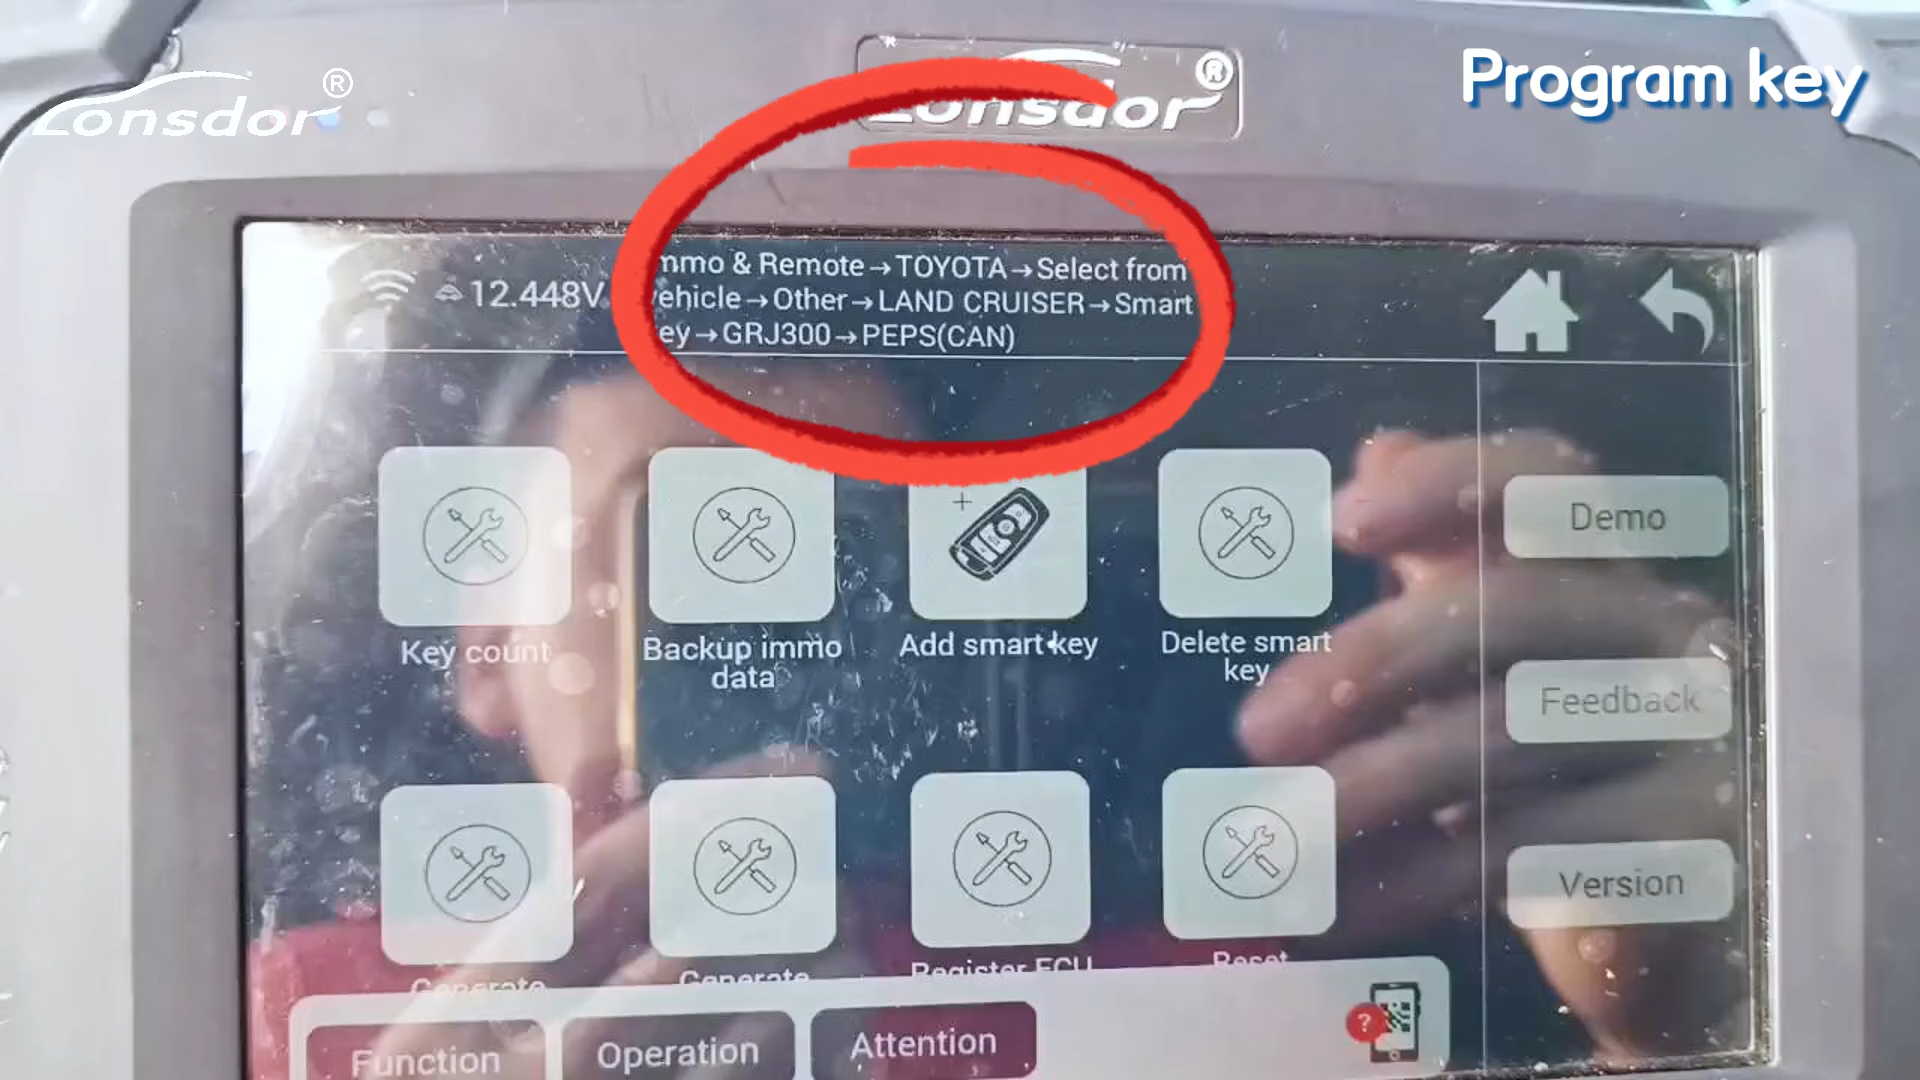 Lonsdor®
Lonsdor®
Program key
12.448V
mmo & Remote→TOYOTA→Select from
ehicle→Other→LAND CRUISER→Smart
ey→GRJ300→PEPS(CAN)
Key count
Backup immo
data
Add smart key
Delete smart
key
Demo
Feedback
Version
Generate
Generate
Register ECU
Reset
Function
Operation
Attention
?